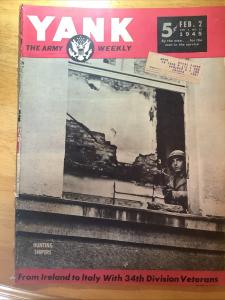 YANK
THE ARMY WEEKLY
5¢ FEB. 2
1945
By the men . . for the
men in the service
HUNTING
SNIPERS
From Ireland to Italy With 34th Division Veterans